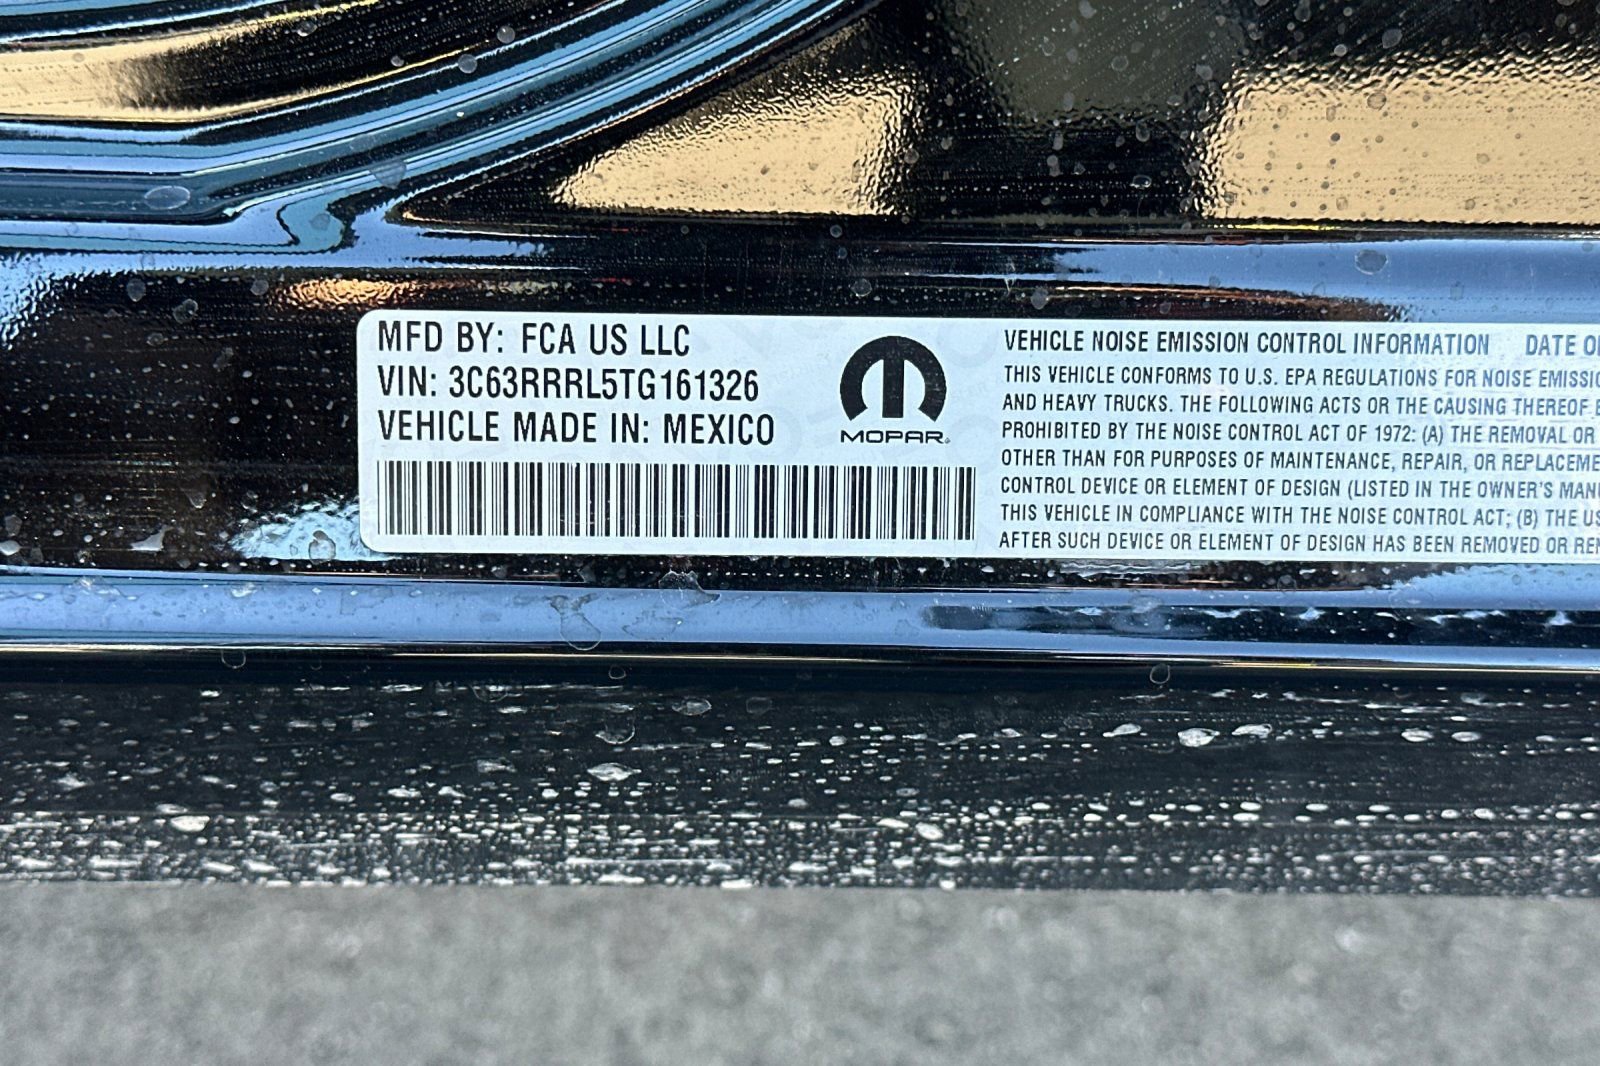 MFD BY: FCA US LLC
VIN: 3C63RRRL5TG161326
VEHICLE MADE IN: MEXICO
MOPAR®
VEHICLE NOISE EMISSION CONTROL INFORMATION DATE
THIS VEHICLE CONFORMS TO U.S. EPA REGULATIONS FOR NOISE
AND HEAVY TRUCKS. THE FOLLOWING ACTS OR THE CAUSING THEREOF
PROHIBITED BY THE NOISE CONTROL ACT OF 1972: (A) THE REMOVAL OR
OTHER THAN FOR PURPOSES OF MAINTENANCE, REPAIR, OR
CONTROL DEVICE OR ELEMENT OF DESIGN (LISTED IN THE OWNER'S
THIS VEHICLE IN COMPLIANCE WITH THE NOISE CONTROL ACT; (B) THE
AFTER SUCH DEVICE OR ELEMENT OF DESIGN HAS BEEN REMOVED OR